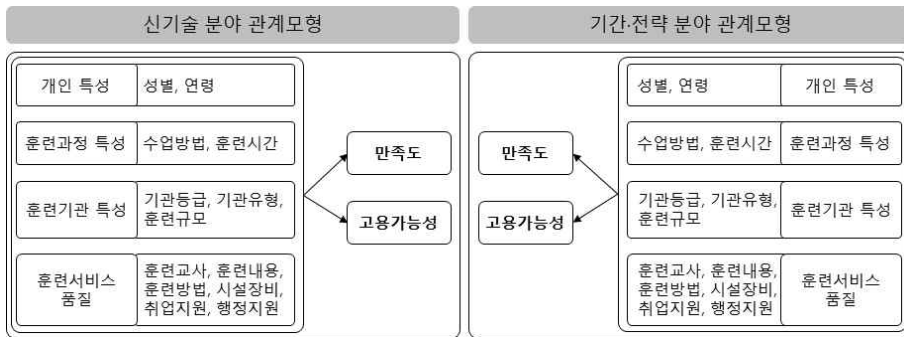 신기술 분야 관계모형
개인 특성
성별, 연령
훈련과정 특성
수업방법, 훈련시간
훈련기관 특성
기관등급, 기관유형,
훈련규모
훈련서비스
품질
훈련교사, 훈련내용,
훈련방법, 시설장비,
취업지원, 행정지원
만족도
고용가능성
기간·전략 분야 관계모형
만족도
고용가능성
성별, 연령
개인 특성
수업방법, 훈련시간
훈련과정 특성
기관등급, 기관유형,
훈련규모
훈련기관 특성
훈련교사, 훈련내용,
훈련방법, 시설장비,
취업지원, 행정지원
훈련서비스
품질